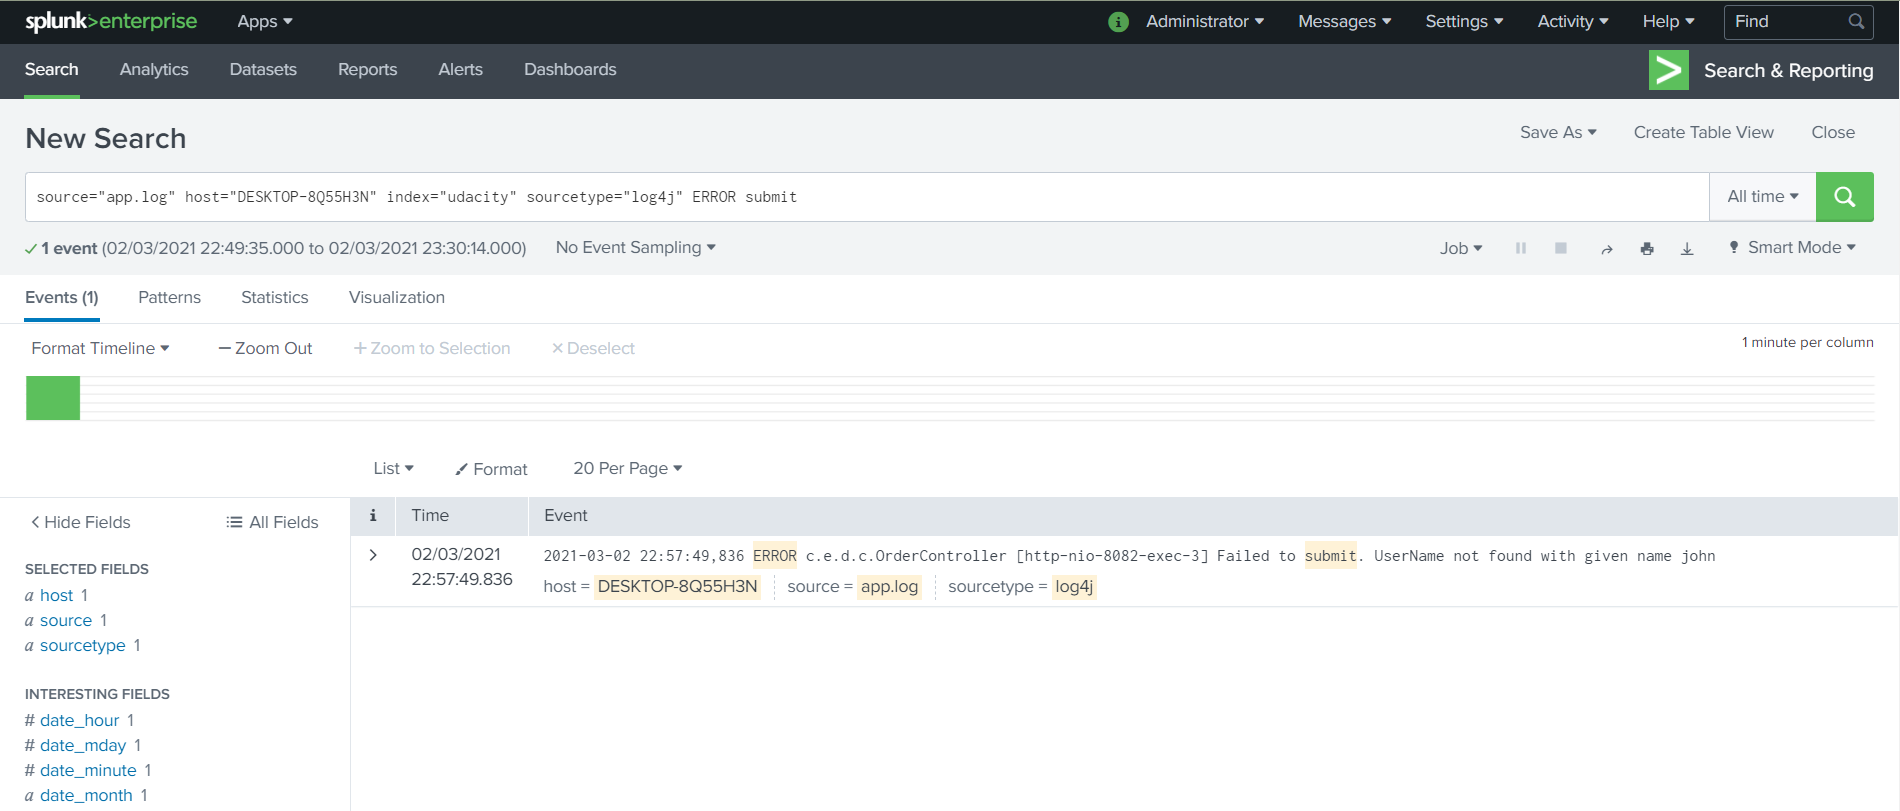 splunk>enterprise Apps Administrator Messages Settings Activity Help Find
Search Analytics Datasets Reports Alerts Dashboards Search & Reporting
New Search Save As Create Table View Close
source="app.log" host="DESKTOP-8Q55H3N" index="udacity" sourcetype="log4j" ERROR submit All time
1 event (02/03/2021 22:49:35.000 to 02/03/2021 23:30:14.000) No Event Sampling Job Smart Mode
Events (1) Patterns Statistics Visualization
Format Timeline — Zoom Out + Zoom to Selection × Deselect 1 minute per column
List Format 20 Per Page
< Hide Fields All Fields i Time Event
SELECTED FIELDS
a host 1
a source 1
a sourcetype 1
INTERESTING FIELDS
# date_hour 1
# date_mday 1
# date_minute 1
a date_month 1
> 02/03/2021 2021-03-02 22:57:49,836 ERROR c.e.d.c.OrderController [http-nio-8082-exec-3] Failed to submit. UserName not found with given name john
22:57:49.836 host = DESKTOP-8Q55H3N source = app.log sourcetype = log4j